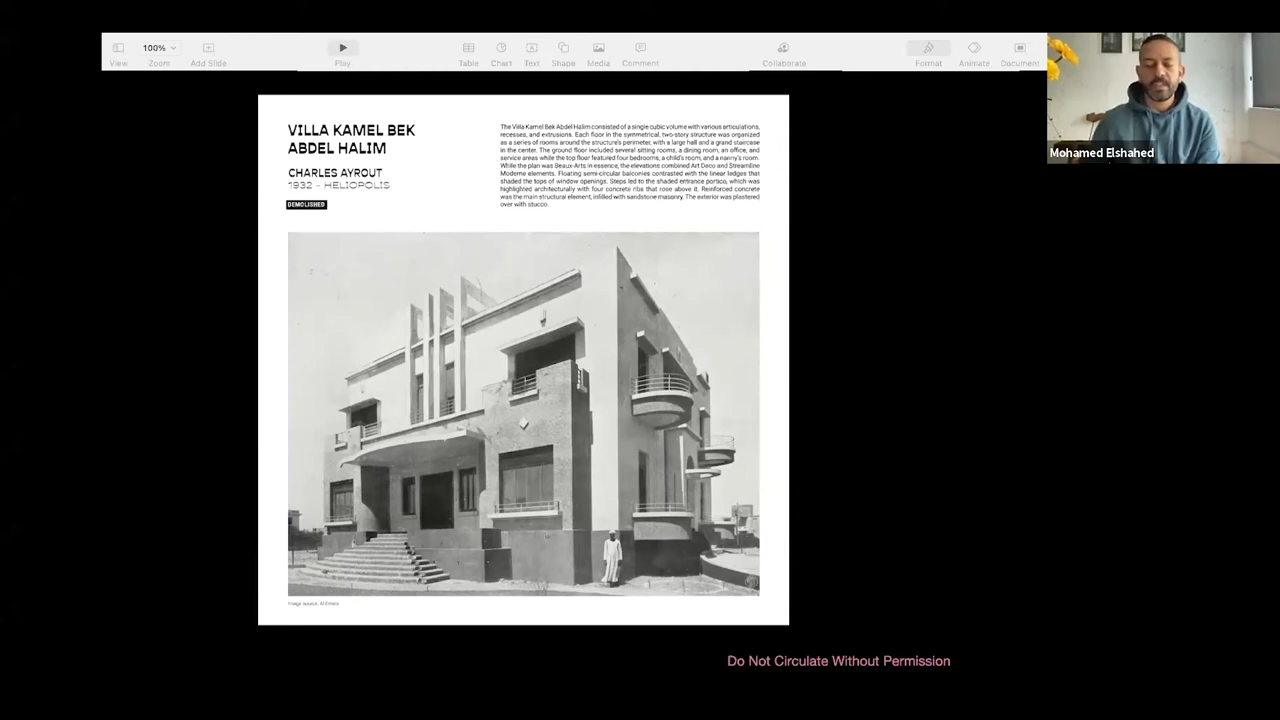 100%
View
Zoom
Add Slide
Play
Table
Chart
Text
Shape
Media
Comment
Collaborate
Format
Animate
Document
Mohamed Elshahed
VILLA KAMEL BEK
ABDEL HALIM
CHARLES AYROUT
1932 - HELIOPOLIS
DEMOLISHED
The Villa Kamel Bek Abdel Halim consisted of a single cubic volume with various articulations,
recesses, and extrusions. Each floor in the symmetrical, two-story structure was organized
as a series of rooms around the structure's perimeter, with a large hall and a grand staircase
in the center. The ground floor included several sitting rooms, a dining room, an office, and
service areas while the top floor featured four bedrooms, a child's room, and a nanny's room.
While the plan was Beaux-Arts in essence, the elevations combined Art Deco and Streamline
Moderne elements. Floating semi-circular balconies contrasted with the linear ledges that
shaded the tops of window openings. Steps led to the shaded entrance portico, which was
highlighted architecturally with four concrete ribs that rose above it. Reinforced concrete
was the main structural element, infilled with sandstone masonry. The exterior was plastered
over with stucco.
Image source: Al Emara
Do Not Circulate Without Permission